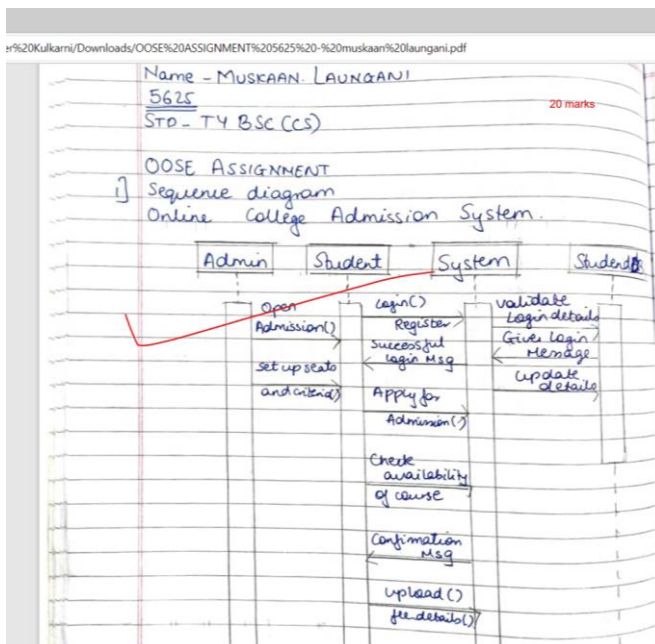 er%20Kulkarni/Downloads/OOSE%20ASSIGNMENT%205625%20-%20muskaan%20laungani.pdf
Name - MUSKAAN. LAUNGANI
5625
20 marks
STD - TY BSC (CS)
OOSE ASSIGNMENT
1] Sequence diagram
Online College Admission System.
Admin Student System
Open
Admission()
set up seats
and criteria()
Login()
Register
Successful
login Msg
Apply for
Admission()
Check
availability
of course
Confimation
Msg
upload()
fee details()
validate
Login details
Gives Login
Message
update
details